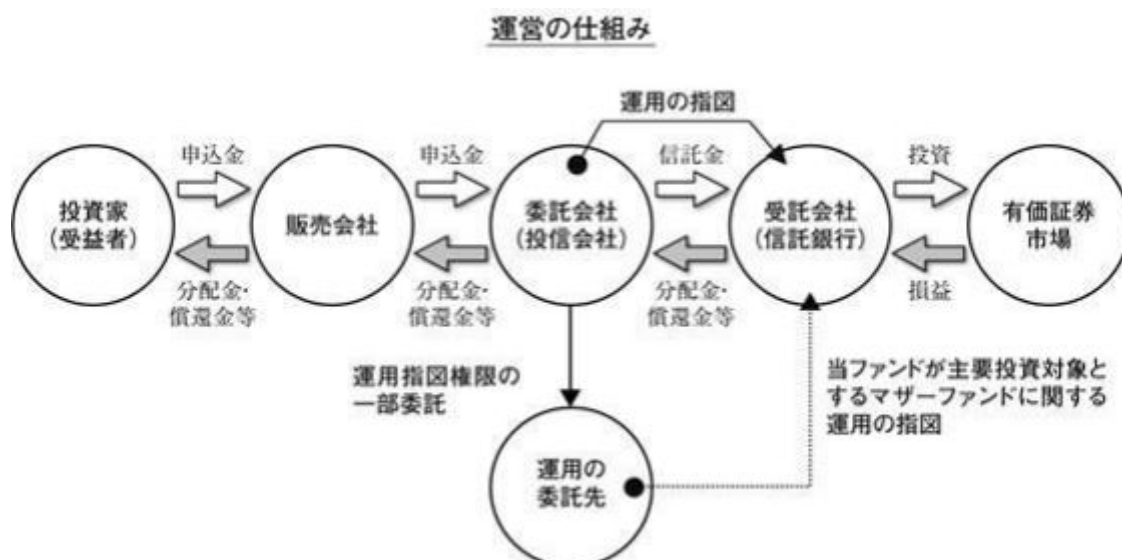 運営の仕組み
運用の指図
申込金
申込金
信託金
投資
投資家
(受益者)
販売会社
委託会社
(投信会社)
受託会社
(信託銀行)
有価証券
市場
分配金・
償還金等
分配金・
償還金等
分配金・
償還金等
損益
運用指図権限の
一部委託
当ファンドが主要投資対象と
するマザーファンドに関する
運用の指図
運用の
委託先